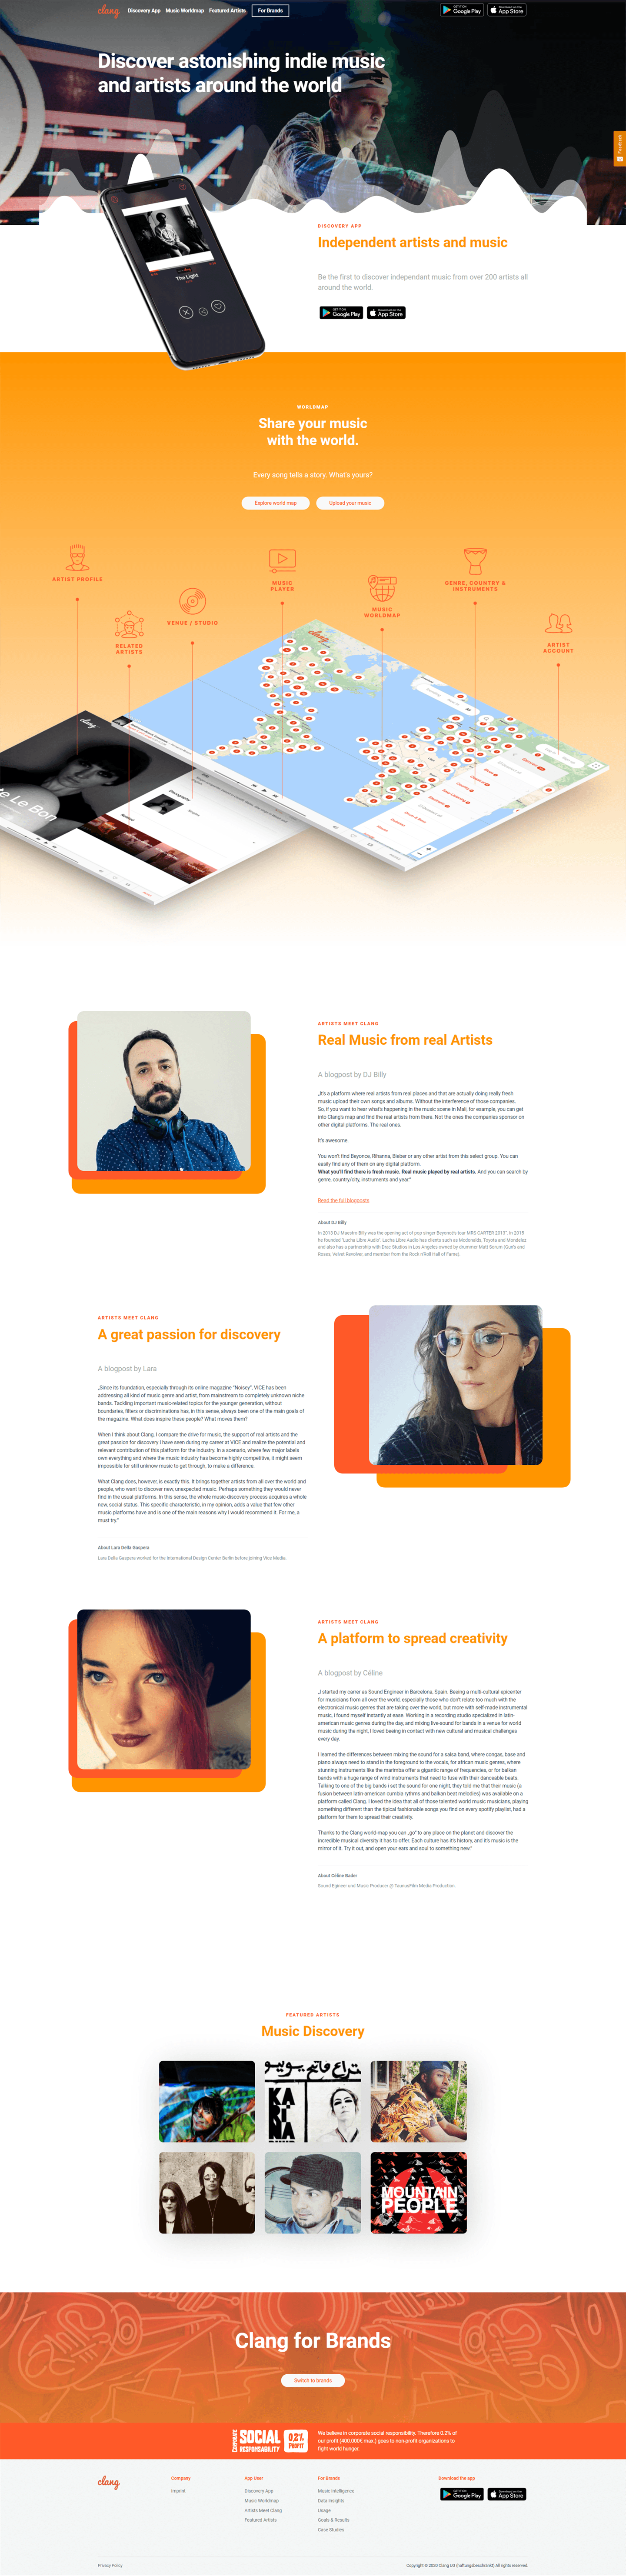 clang
Discovery App Music Worldmap Featured Artists For Brands
GET IT ON Google Play
Download on the App Store
Discover astonishing indie music
and artists around the world
Feedback
The Light
DISCOVERY APP
Independent artists and music
Be the first to discover independant music from over 200 artists all
around the world.
GET IT ON Google Play
Download on the App Store
WORLDMAP
Share your music
with the world.
Every song tells a story. What's yours?
Explore world map
Upload your music
ARTIST PROFILE
RELATED
ARTISTS
VENUE / STUDIO
MUSIC
PLAYER
MUSIC
WORLDMAP
GENRE, COUNTRY &
INSTRUMENTS
ARTIST
ACCOUNT
clang
clang
te Le Bon
ARTISTS MEET CLANG
Real Music from real Artists
A blogpost by DJ Billy
„It's a platform where real artists from real places and that are actually doing really fresh
music upload their own songs and albums. Without the interference of those companies.
So, if you want to hear what's happening in the music scene in Mali, for example, you can get
into Clang's map and find the real artists from there. Not the ones the companies sponsor on
other digital platforms. The real ones.
It's awesome.
You won't find Beyonce, Rihanna, Bieber or any other artist from this select group. You can
easily find any of them on any digital platform.
What you'll find there is fresh music. Real music played by real artists. And you can search by
genre, country/city, instruments and year."
Read the full blogposts
About DJ Billy
In 2013 DJ Maestro Billy was the opening act of pop singer Beyoncé's tour MRS CARTER 2013". In 2015
he founded "Lucha Libre Audio". Lucha Libre Audio has clients such as Mcdonalds, Toyota and Mondeléz
and also has a partnership with Drac Studios in Los Angeles owned by drummer Matt Sorum (Gun's and
Roses, Velvet Revolver, and member from the Rock n'Roll Hall of Fame).
ARTISTS MEET CLANG
A great passion for discovery
A blogpost by Lara
„Since its foundation, especially through its online magazine "Noisey", VICE has been
addressing all kind of music genre and artist, from mainstream to completely unknown niche
bands. Tackling important music-related topics for the younger generation, without
boundaries, filters or discriminations has, in this sense, always been one of the main goals of
the magazine. What does inspire these people? What moves them?
When I think about Clang, I compare the drive for music, the support of real artists and the
great passion for discovery I have seen during my career at VICE and realize the potential and
relevant contribution of this platform for the industry. In a scenario, where few major labels
own everything and where the music industry has become highly competitive, it might seem
impossible for still unknow music to get through, to make a difference.
What Clang does, however, is exactly this. It brings together artists from all over the world and
people, who want to discover new, unexpected music. Perhaps something they would never
find in the usual platforms. In this sense, the whole music-discovery process acquires a whole
new, social status. This specific characteristic, in my opinion, adds a value that few other
music platforms have and is one of the main reasons why I would recommend it. For me, a
must try."
About Lara Della Gaspera
Lara Della Gaspera worked for the International Design Center Berlin before joining Vice Media.
ARTISTS MEET CLANG
A platform to spread creativity
A blogpost by Céline
„I started my carrer as Sound Engineer in Barcelona, Spain. Beeing a multi-cultural epicenter
for musicians from all over the world, especially those who don't relate too much with the
electronical music genres that are taking over the world, but more with self-made instrumental
music, I found myself instantly at ease. Working in a recording studio specialized in latin-
american music genres during the day, and mixing live-sound for bands in a venue for world
music during the night, I loved beeing in contact with new cultural and musical challenges
every day
I learned the differences between mixing the sound for a salsa band, where congas, base and
piano always need to stand in the foreground to the vocals, for african music genres, where
stunning instruments like the marimba offer a gigantic range of frequencies, or for balkan
bands with a huge range of wind instruments that need to fuse with their danceable beats.
Talking to one of the big bands I set the sound for one night, they told me that their music (a
fusion between latin-american cumbia rythms and balkan beat melodies) was available on a
platform called Clang. I loved the idea that all of those talented world music musicians, playing
something different than the tipical fashionable songs you find on every spotify playlist, had a
platform for them to spread their creativity.
Thanks to the Clang world-map you can „go" to any place on the planet and discover the
incredible musical diversity it has to offer. Each culture has it's history, and it's music is the
mirror of it. Try it out, and open your ears and soul to something new."
About Céline Bader
Sound Egineer und Music Producer @ TaunusFilm Media Production.
FEATURED ARTISTS
Music Discovery
MOUNTAIN
PEOPLE
Clang for Brands
Switch to brands
CORPORATE
SOCIAL
RESPONSABILITY
0.2%
PROFIT
We believe in corporate social responsibility. Therefore 0.2% of
our profit (400.000€ max.) goes to non-profit organizations to
fight world hunger.
clang
Company
Imprint
App User
Discovery App
Music Worldmap
Artists Meet Clang
Featured Artists
For Brands
Music Intelligence
Data Insights
Usage
Goals & Results
Case Studies
Download the app
GET IT ON Google Play
Download on the App Store
Privacy Policy
Copyright © 2020 Clang UG (haftungsbeschränkt) All rights reserved.